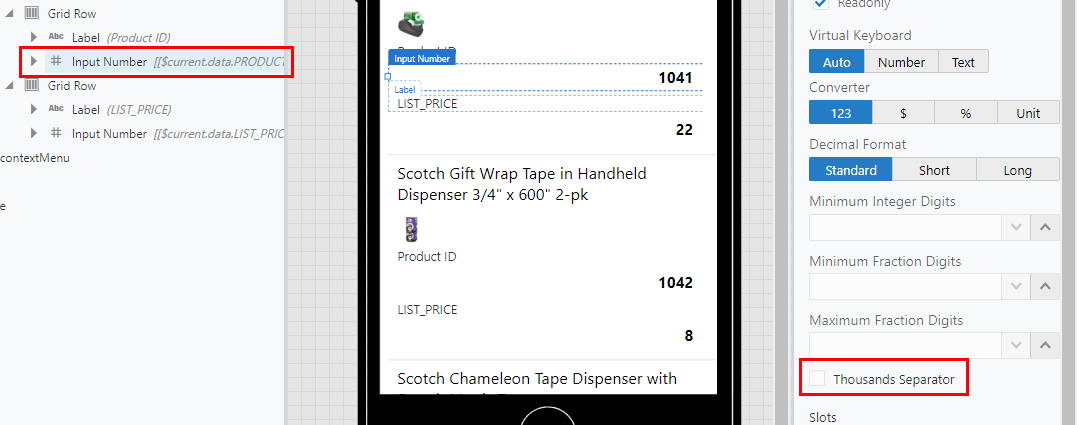 Grid Row
Abc Label (Product ID)
# Input Number [[$current.data.PRODUCT
Grid Row
Abc Label (LIST_PRICE)
# Input Number [[$current.data.LIST_PRIC
contextMenu
e
Product ID
Input Number
1041
Label
LIST_PRICE
22
Scotch Gift Wrap Tape in Handheld
Dispenser 3/4" x 600" 2-pk
Product ID
1042
LIST_PRICE
8
Scotch Chameleon Tape Dispenser with
Readonly
Virtual Keyboard
Auto Number Text
Converter
123 $ % Unit
Decimal Format
Standard Short Long
Minimum Integer Digits
Minimum Fraction Digits
Maximum Fraction Digits
Thousands Separator
Slots